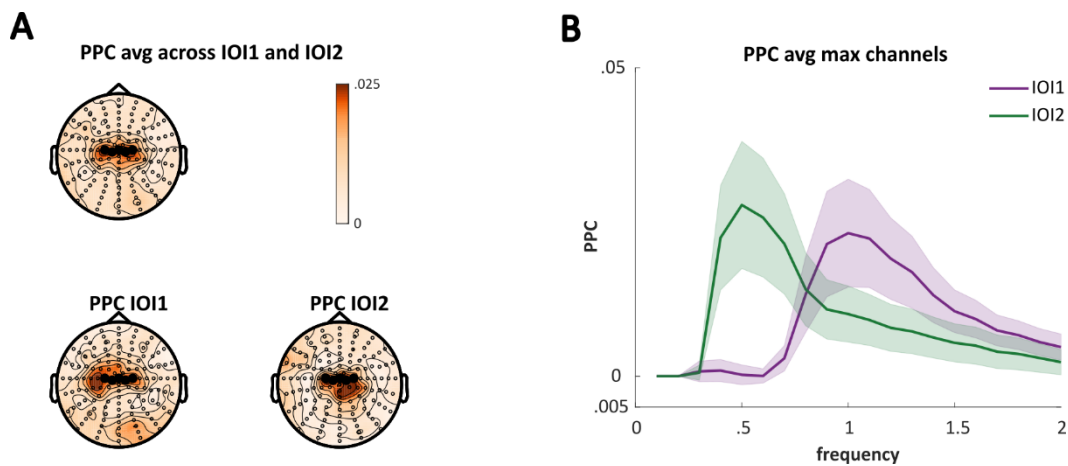 A
PPC avg across IOI1 and IOI2
.025
0
PPC IOI1
PPC IOI2
B
PPC avg max channels
.05
IOI1
IOI2
PPC
0
.005
0
.5
1
1.5
2
frequency